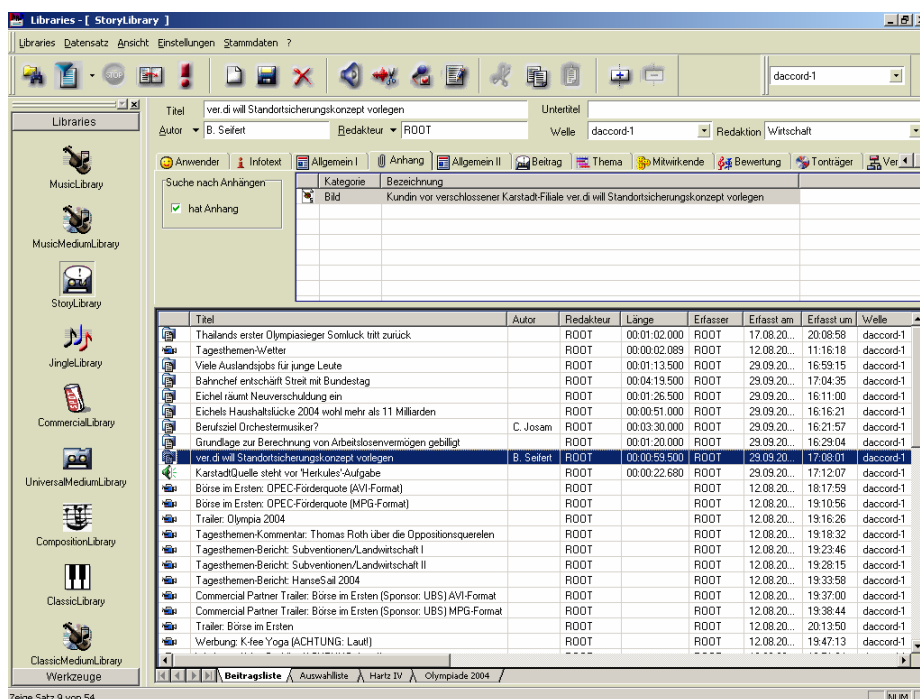 Libraries - [ StoryLibrary ]
Libraries Datensatz Ansicht Einstellungen Stammdaten ?
STOP
daccord-1
Libraries
MusicLibrary
MusicMediumLibrary
StoryLibrary
JingleLibrary
CommercialLibrary
UniversalMediumLibrary
CompositionLibrary
ClassicLibrary
ClassicMediumLibrary
Werkzeuge
Titel ver.di will Standortsicherungskonzept vorlegen Untertitel
Autor B. Seifert Redakteur ROOT Welle daccord-1 Redaktion Wirtschaft
Anwender Infotext Allgemein I Anhang Allgemein II Beitrag Thema Mitwirkende Bewertung Tonträger Ver
Suche nach Anhängen
hat Anhang
Kategorie Bezeichnung
Bild Kundin vor verschlossener Karstadt-Filiale ver.di will Standortsicherungskonzept vorlegen
Titel Autor Redakteur Länge Erfasser Erfasst am Erfasst um Welle
Thailands erster Olympiasieger Somluck tritt zurück ROOT 00:01:02.000 ROOT 17.08.20... 20:08:58 daccord-1
Tagesthemen-Wetter ROOT 00:00:02.089 ROOT 12.08.20... 11:16:18 daccord-1
Viele Auslandsjobs für junge Leute ROOT 00:01:13.500 ROOT 29.09.20... 16:59:15 daccord-1
Bahnchef entschärft Streit mit Bundestag ROOT 00:04:19.500 ROOT 29.09.20... 17:04:35 daccord-1
Eichel räumt Neuverschuldung ein ROOT 00:01:26.500 ROOT 29.09.20... 16:11:00 daccord-1
Eichels Haushaltslücke 2004 wohl mehr als 11 Milliarden ROOT 00:00:51.000 ROOT 29.09.20... 16:16:21 daccord-1
Berufsziel Orchestermusiker? C. Josam ROOT 00:03:30.000 ROOT 29.09.20... 16:21:57 daccord-1
Grundlage zur Berechnung von Arbeitslosenvermögen gebilligt ROOT 00:01:20.000 ROOT 29.09.20... 16:29:04 daccord-1
ver.di will Standortsicherungskonzept vorlegen B. Seifert ROOT 00:00:59.500 ROOT 29.09.20... 17:08:01 daccord-1
KarstadtQuelle steht vor 'Herkules'-Aufgabe ROOT 00:00:22.680 ROOT 29.09.20... 17:12:07 daccord-1
Börse im Ersten: OPEC-Förderquote (AVI-Format) ROOT ROOT 12.08.20... 18:17:59 daccord-1
Börse im Ersten: OPEC-Förderquote (MPG-Format) ROOT ROOT 12.08.20... 19:10:56 daccord-1
Trailer: Olympia 2004 ROOT ROOT 12.08.20... 19:16:26 daccord-1
Tagesthemen-Kommentar: Thomas Roth über die Oppositionsquerelen ROOT ROOT 12.08.20... 19:18:32 daccord-1
Tagesthemen-Bericht: Subventionen/Landwirtschaft I ROOT ROOT 12.08.20... 19:23:46 daccord-1
Tagesthemen-Bericht: Subventionen/Landwirtschaft II ROOT ROOT 12.08.20... 19:28:15 daccord-1
Tagesthemen-Bericht: HanseSail 2004 ROOT ROOT 12.08.20... 19:33:58 daccord-1
Commercial Partner Trailer: Börse im Ersten (Sponsor: UBS) AVI-Format ROOT ROOT 12.08.20... 19:37:00 daccord-1
Commercial Partner Trailer: Börse im Ersten (Sponsor: UBS) MPG-Format ROOT ROOT 12.08.20... 19:38:44 daccord-1
Trailer: Börse im Ersten ROOT ROOT 12.08.20... 20:13:50 daccord-1
Werbung: K-fee Yoga (ACHTUNG: Laut!) ROOT ROOT 12.08.20... 19:47:13 daccord-1
Beitragsliste Auswahlliste Hartz IV Olympiade 2004
Zeige Satz 9 von 54 NUM